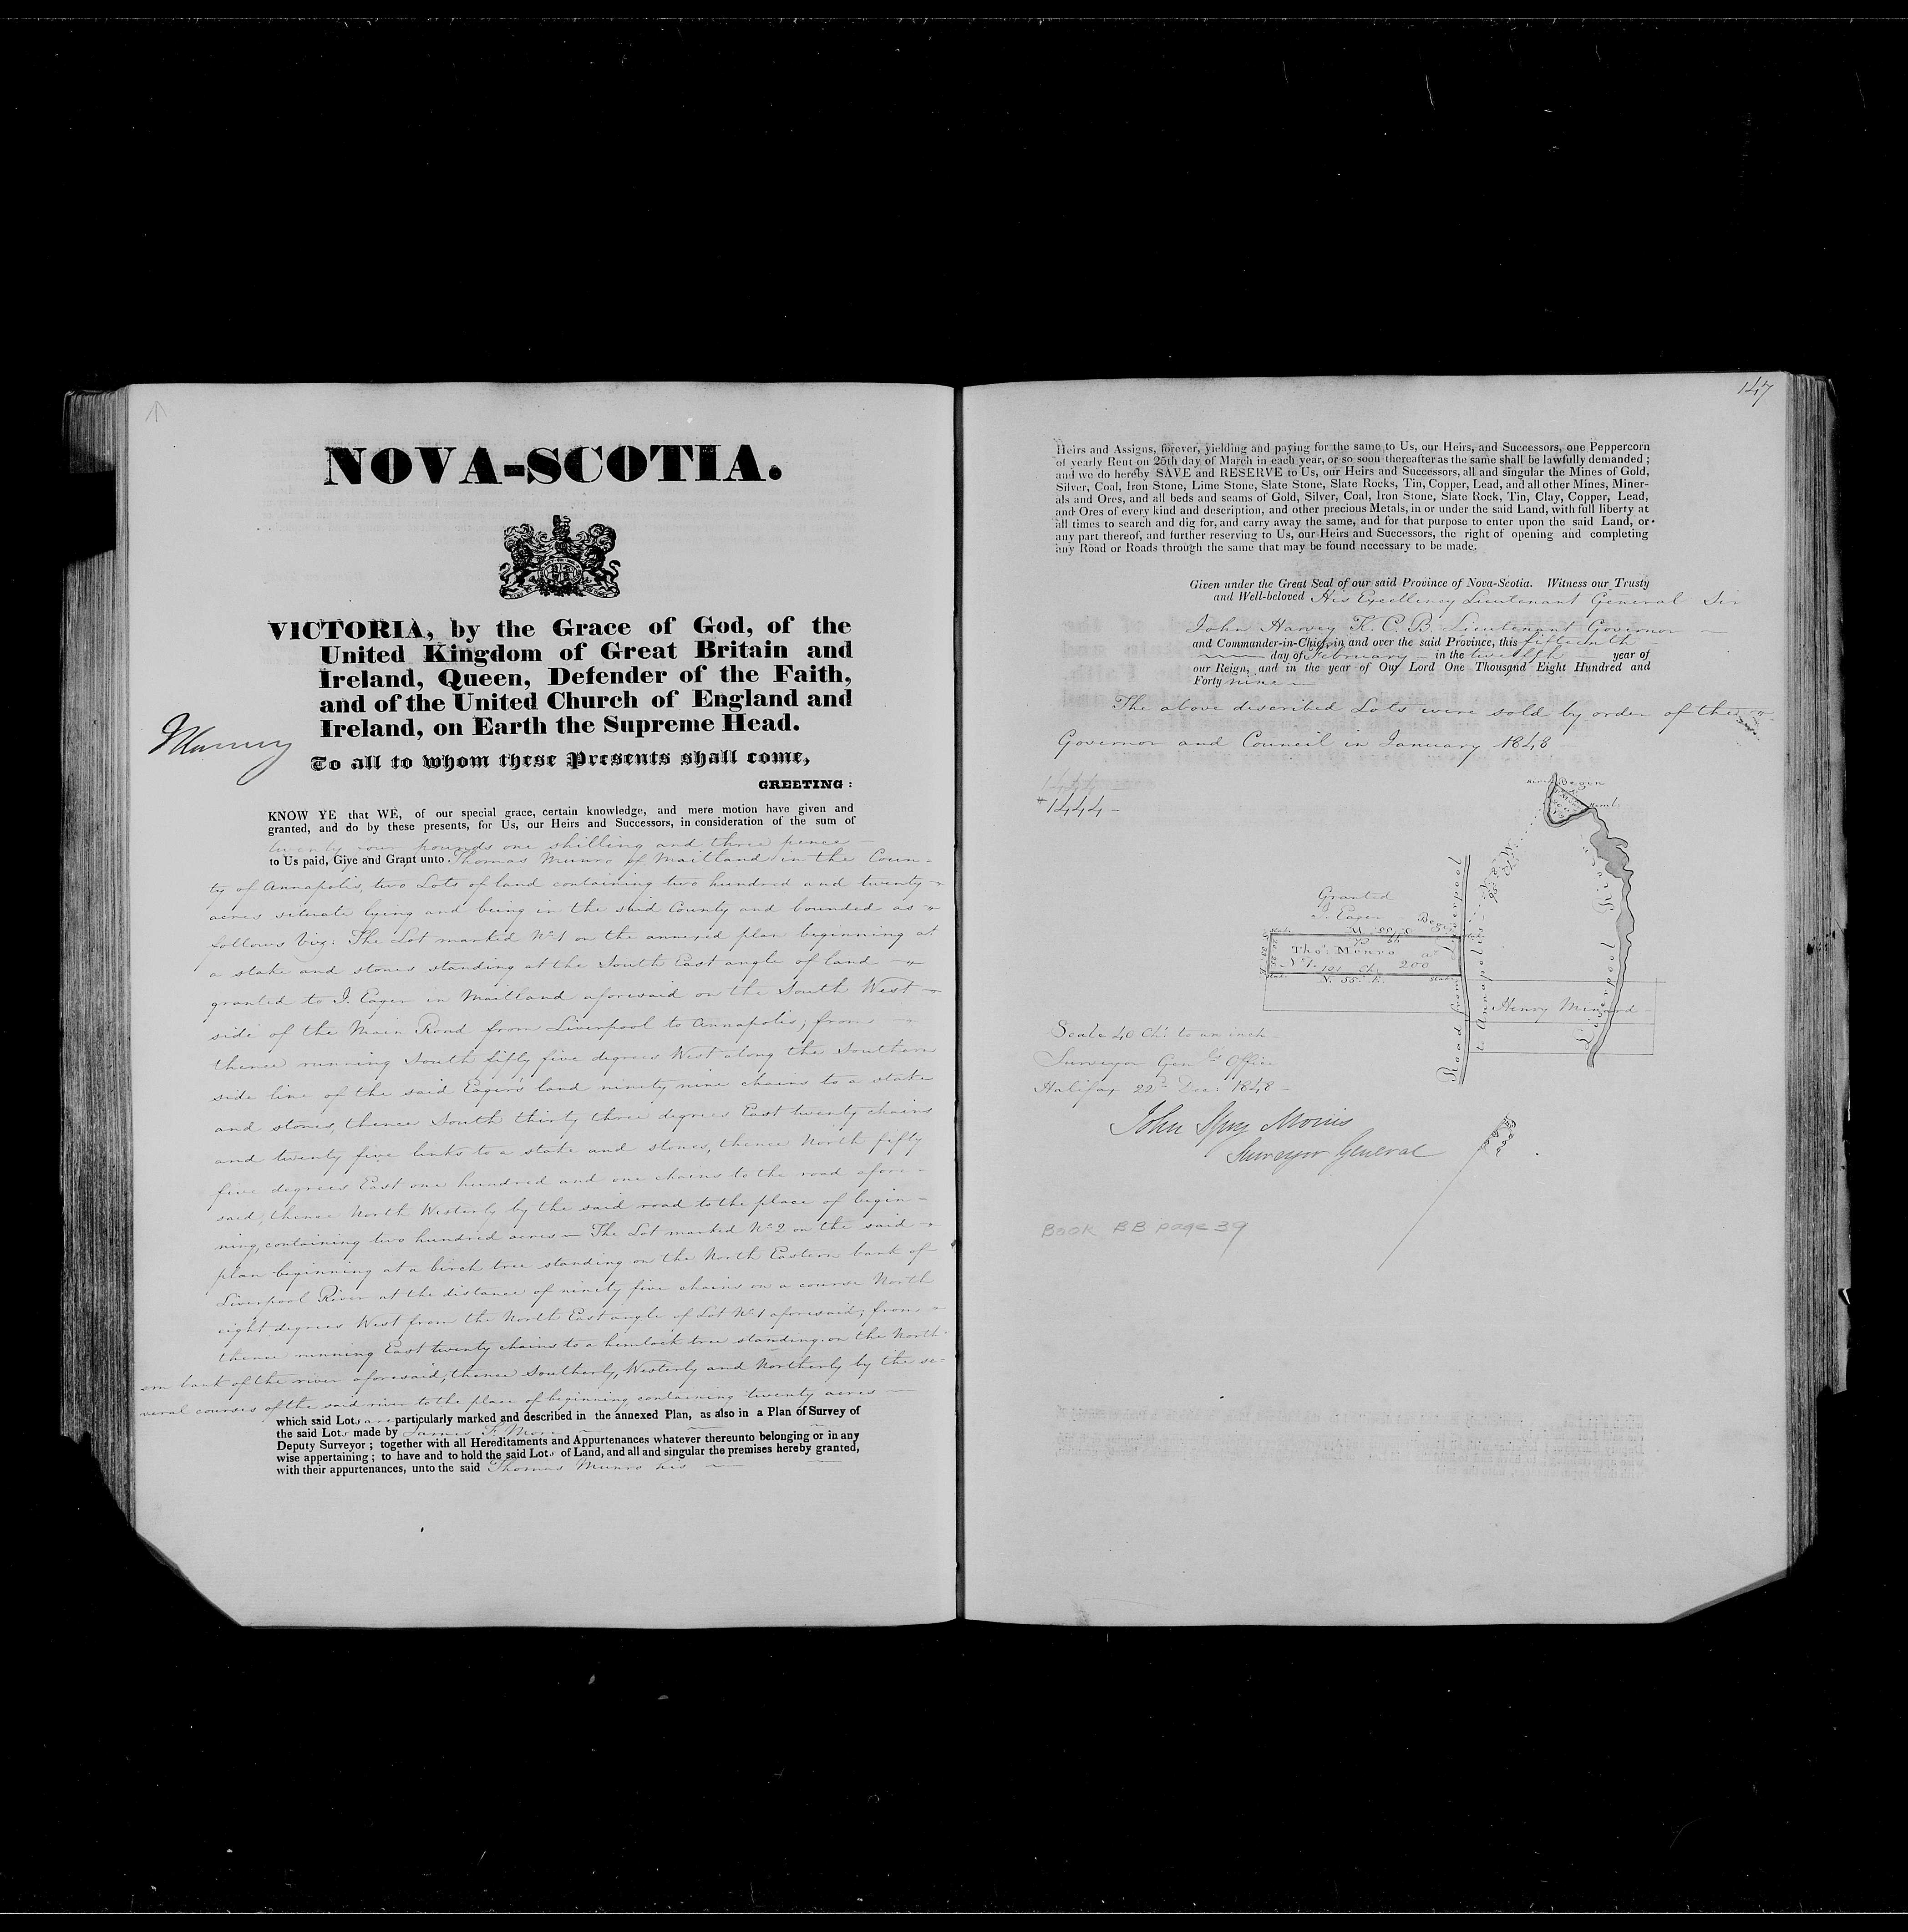 NOVA-SCOTIA.
VICTORIA, by the Grace of God, of the
United Kingdom of Great Britain and
Ireland, Queen, Defender of the Faith,
and of the United Church of England and
Ireland, on Earth the Supreme Head.
To all to whom these Presents shall come,
GREETING:
KNOW YE that WE, of our special grace, certain knowledge, and mere motion have given and
granted, and do by these presents, for Us, our Heirs and Successors, in consideration of the sum of
twenty four pounds one shilling and three pence
to Us paid, Give and Grant unto Thomas Munro of Maitland in the Coun-
ty of Annapolis, two Lots of land containing two hundred and twenty
acres situate lying and being in the said County and bounded as
follows Viz: The Lot marked No 1 on the annexed plan beginning at
a stake and stones standing at the South East angle of land
granted to J. Eager in Maitland aforesaid on the South West
side of the Main Road from Liverpool to Annapolis; from
thence running South fifty five degrees West along the Southern
side line of the said Eager's land ninety nine chains to a stake
and stones, thence South thirty three degrees East twenty chains
and twenty five links to a stake and stones, thence North fifty
five degrees East one hundred and one chains to the road afore-
said, thence North Westerly by the said road to the place of begin-
ning, containing two hundred acres — The Lot marked No 2 on the said
plan beginning at a birch tree standing on the North Eastern bank of
Liverpool River at the distance of ninety five chains on a course North
eight degrees West from the North East angle of Lot No 1 aforesaid; from
thence running East twenty chains to a hemlock tree standing on the North-
ern bank of the river aforesaid, thence Southerly, Westerly and Northerly by the se-
veral courses of the said river to the place of beginning containing twenty acres
which said Lots are particularly marked and described in the annexed Plan, as also in a Plan of Survey of
the said Lots made by James F. More
Deputy Surveyor; together with all Hereditaments and Appurtenances whatever thereunto belonging or in any
wise appertaining; to have and to hold the said Lots of Land, and all and singular the premises hereby granted,
with their appurtenances, unto the said Thomas Munro his
147
Heirs and Assigns, forever, yielding and paying for the same to Us, our Heirs, and Successors, one Peppercorn
of yearly Rent on 25th day of March in each year, or so soon thereafter as the same shall be lawfully demanded;
and we do hereby SAVE and RESERVE to Us, our Heirs and Successors, all and singular the Mines of Gold,
Silver, Coal, Iron Stone, Lime Stone, Slate Stone, Slate Rocks, Tin, Copper, Lead, and all other Mines, Miner-
als and Ores, and all beds and seams of Gold, Silver, Coal, Iron Stone, Slate Rock, Tin, Clay, Copper, Lead,
and Ores of every kind and description, and other precious Metals, in or under the said Land, with full liberty at
all times to search and dig for, and carry away the same, and for that purpose to enter upon the said Land, or
any part thereof, and further reserving to Us, our Heirs and Successors, the right of opening and completing
any Road or Roads through the same that may be found necessary to be made.
Given under the Great Seal of our said Province of Nova-Scotia. Witness our Trusty
and Well-beloved His Excellency Lieutenant General Sir
John Harvey K. C. B. Lieutenant Governor
and Commander-in-Chief, in and over the said Province, this fifteenth
day of February in the twelfth year of
our Reign, and in the year of Our Lord One Thousand Eight Hundred and
Forty nine
The above described Lots were sold by order of the
Governor and Council in January 1848
1444
Begin
Heml.
Granted
J. Eager
Begin
S. 55° W.
99 Ch
Thos Munro
No 1
200
101 Ch.
N. 55° E.
Road from Liverpool
to Annapolis
Liverpool River
Henry Minard
Scale 40 Chs to an inch
Surveyor Genls Office
Halifax 22d Decr 1848
John Spry Morris
Surveyor General
Book BB page 39